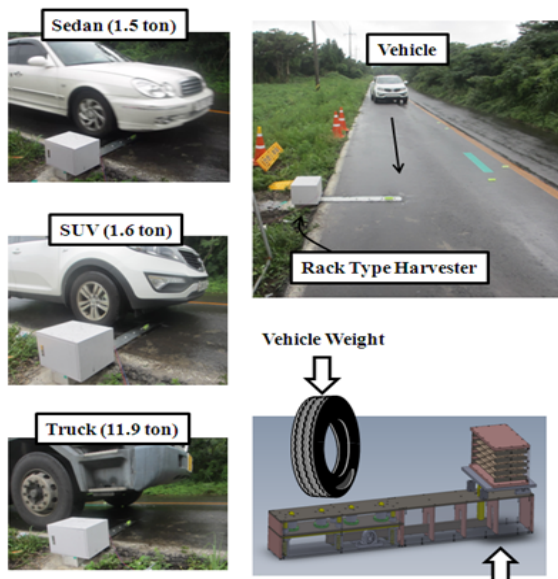 Sedan (1.5 ton)
SUV (1.6 ton)
Truck (11.9 ton)
Vehicle
Rack Type Harvester
Vehicle Weight